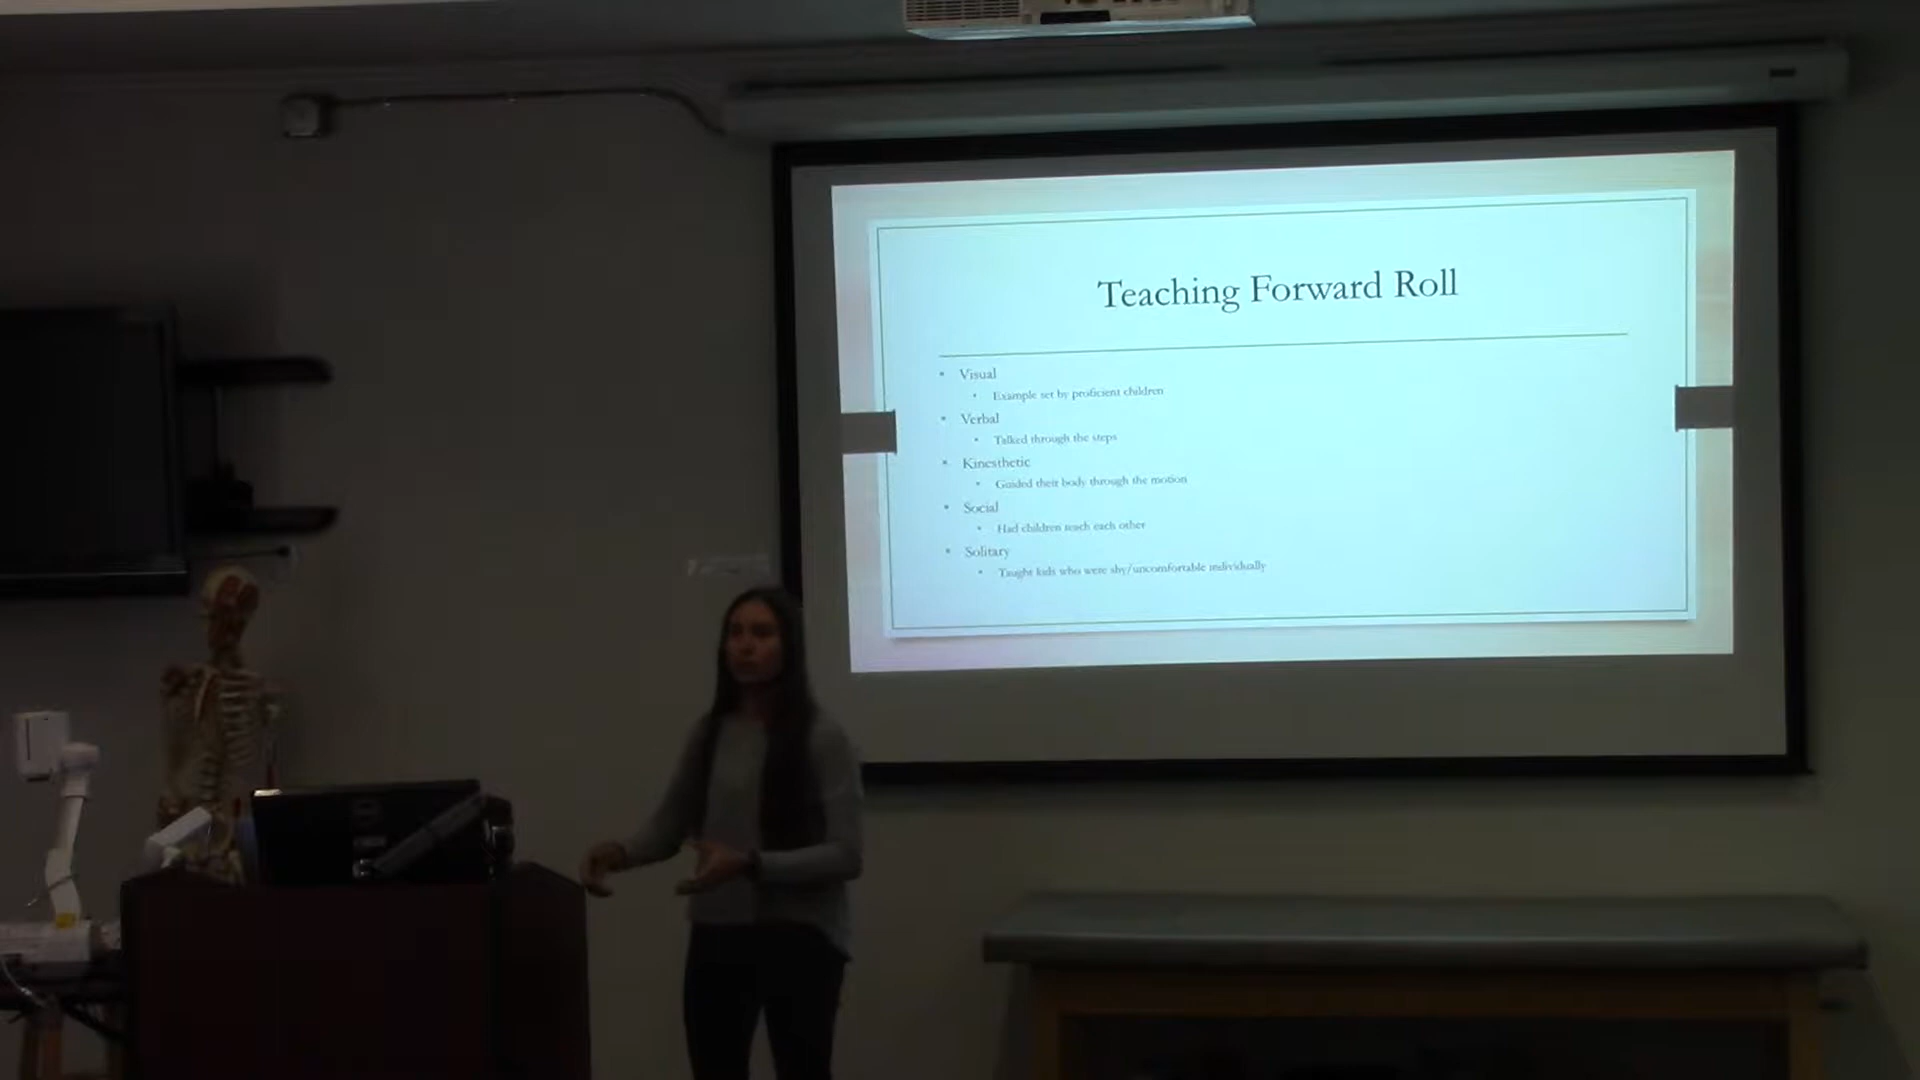 Teaching Forward Roll
• Visual
• Example set by proficient children
• Verbal
• Talked through the steps
• Kinesthetic
• Guided their body through the motion
• Social
• Had children teach each other
• Solitary
• Taught kids who were shy/uncomfortable individually